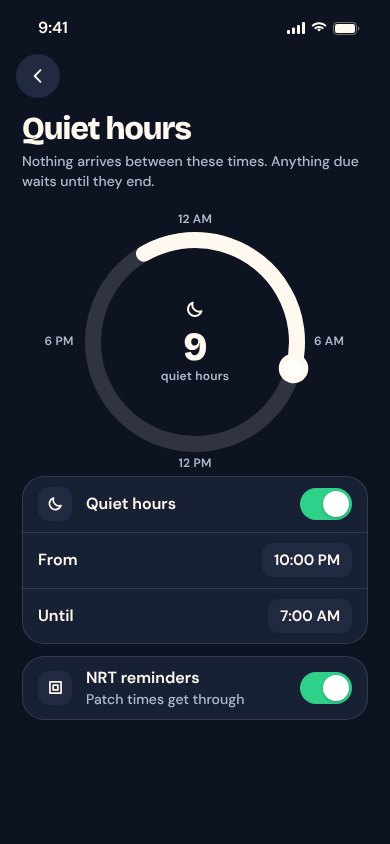 9:41
Quiet hours
Nothing arrives between these times. Anything due
waits until they end.
12 AM
6 PM
9
quiet hours
6 AM
12 PM
Quiet hours
From
10:00 PM
Until
7:00 AM
NRT reminders
Patch times get through